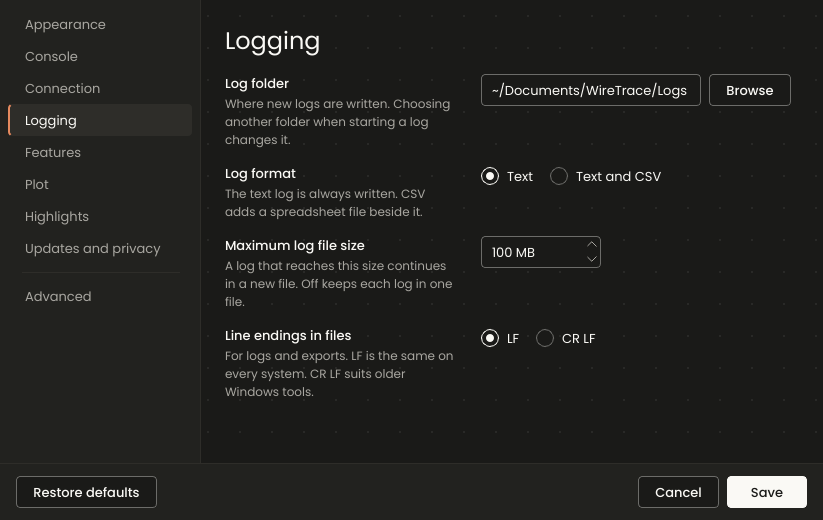 Appearance
Console
Connection
Logging
Features
Plot
Highlights
Updates and privacy
Advanced
Logging
Log folder
Where new logs are written. Choosing
another folder when starting a log
changes it.
~/Documents/WireTrace/Logs
Browse
Log format
The text log is always written. CSV
adds a spreadsheet file beside it.
Text
Text and CSV
Maximum log file size
A log that reaches this size continues
in a new file. Off keeps each log in one
file.
100 MB
Line endings in files
For logs and exports. LF is the same on
every system. CR LF suits older
Windows tools.
LF
CR LF
Restore defaults
Cancel
Save